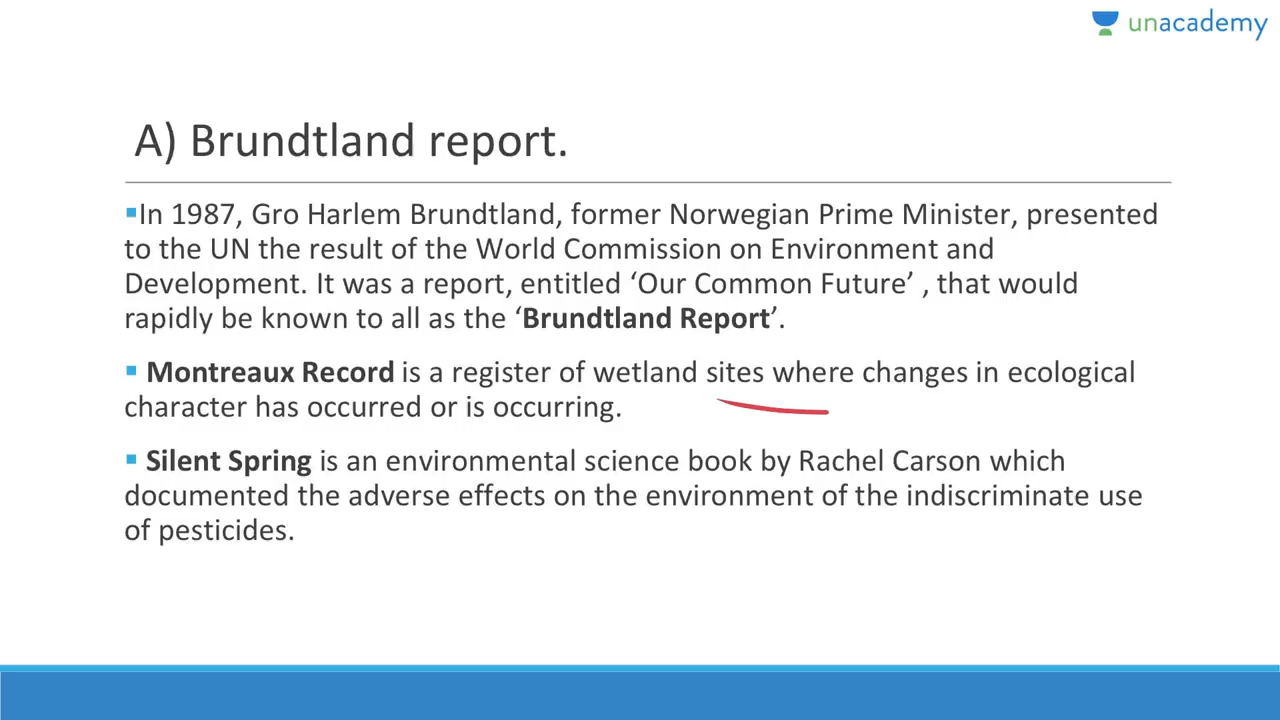 unacademy
A) Brundtland report.
▪In 1987, Gro Harlem Brundtland, former Norwegian Prime Minister, presented
to the UN the result of the World Commission on Environment and
Development. It was a report, entitled ‘Our Common Future’ , that would
rapidly be known to all as the ‘Brundtland Report’.
▪ Montreaux Record is a register of wetland sites where changes in ecological
character has occurred or is occurring.
▪ Silent Spring is an environmental science book by Rachel Carson which
documented the adverse effects on the environment of the indiscriminate use
of pesticides.